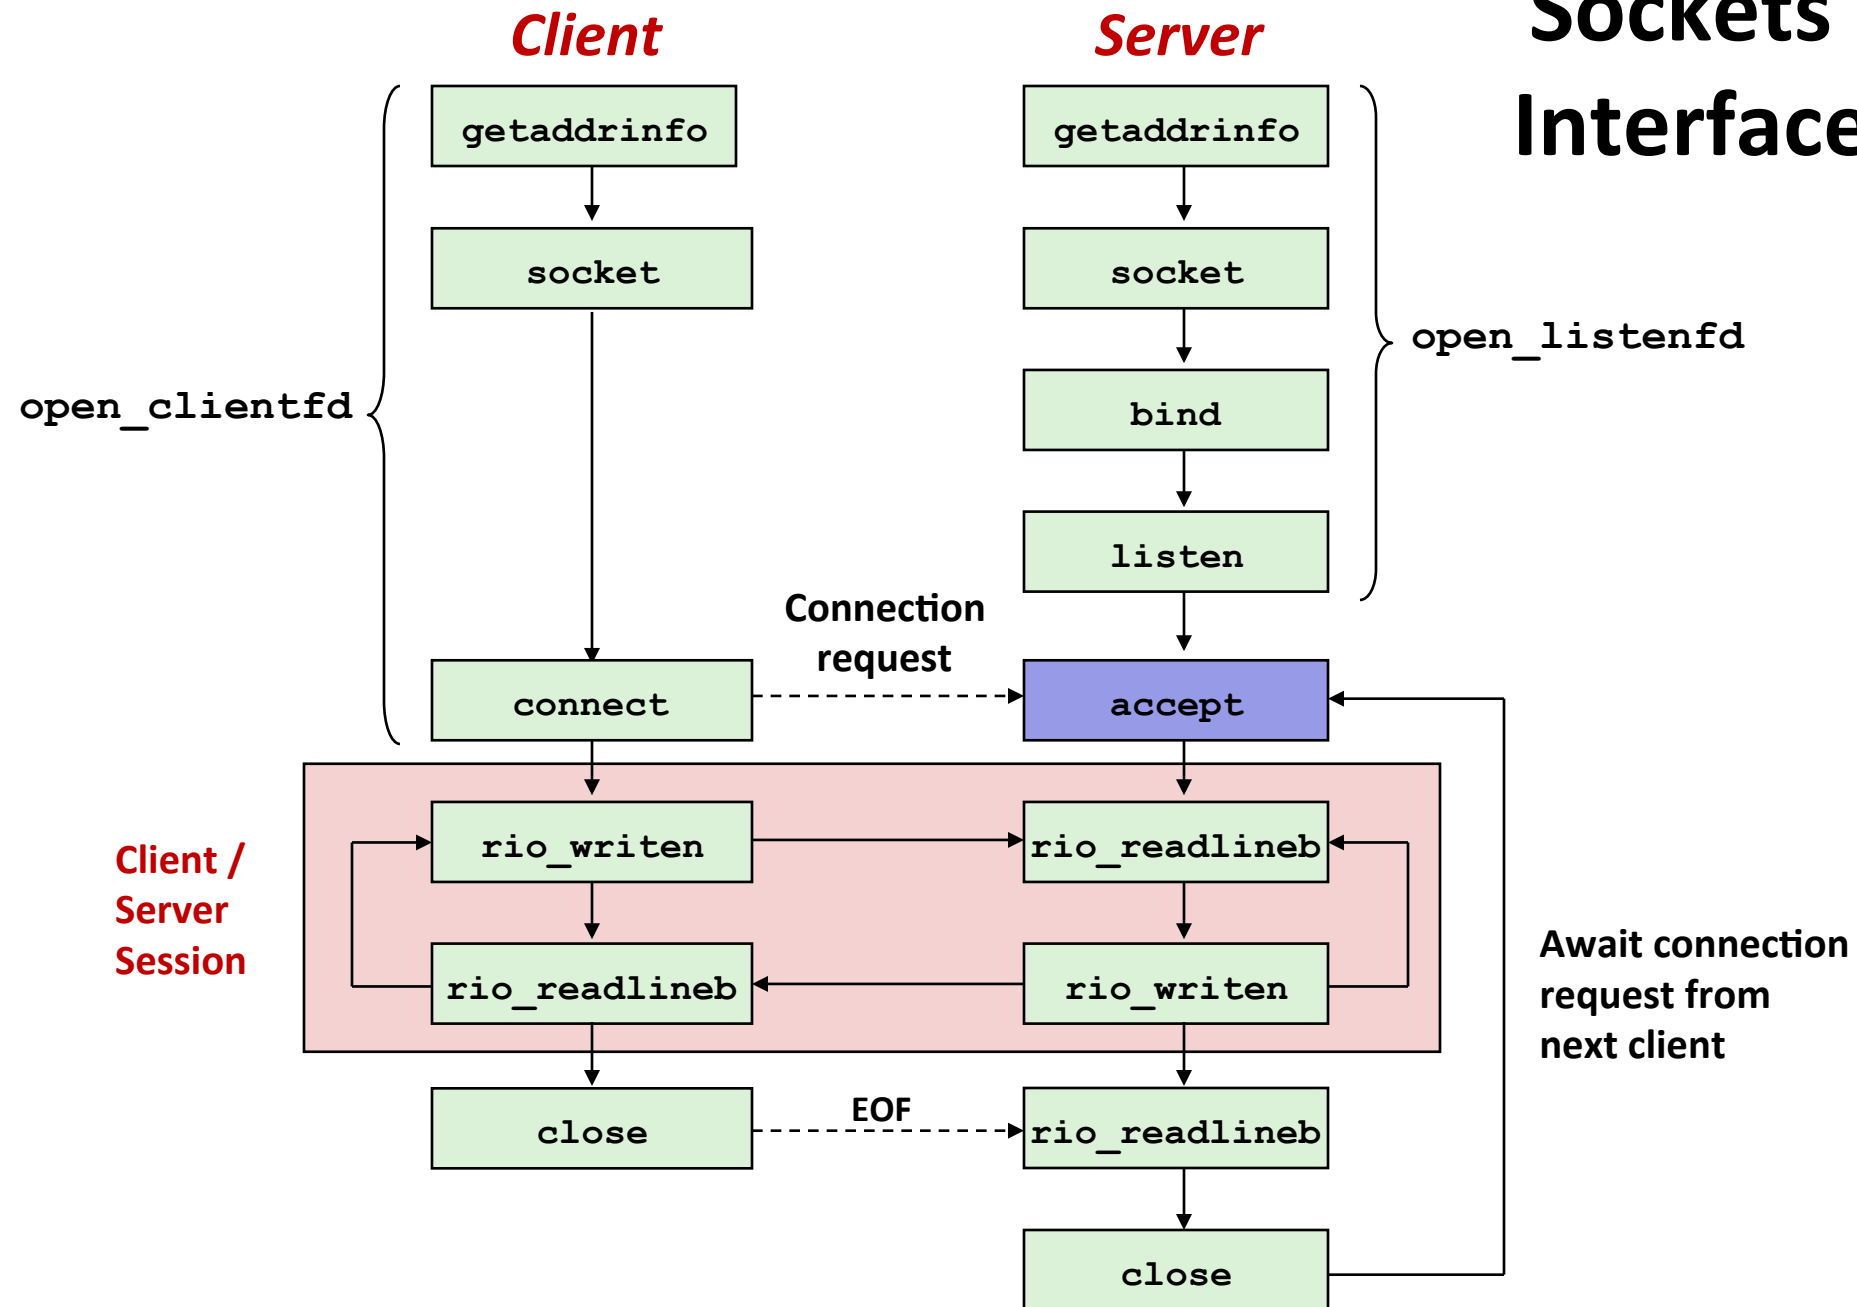 Sockets
Interface
Client
Server
getaddrinfo
getaddrinfo
socket
socket
open_listenfd
open_clientfd
bind
listen
Connection
request
connect
accept
Client /
Server
Session
rio_writen
rio_readlineb
rio_readlineb
rio_writen
Await connection
request from
next client
close
EOF
rio_readlineb
close